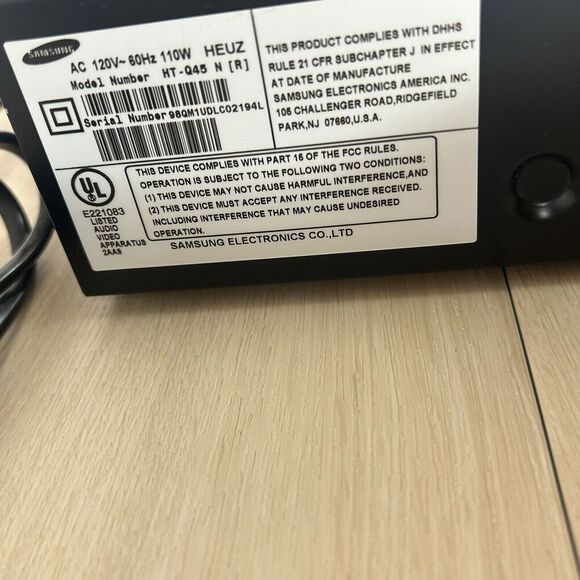 SAMSUNG
AC 120V~ 60Hz 110W HEUZ
Model Number HT-Q45 N [R]
Serial Number 98QM1UDLC02194L
THIS PRODUCT COMPLIES WITH DHHS
RULE 21 CFR SUBCHAPTER J IN EFFECT
AT DATE OF MANUFACTURE
SAMSUNG ELECTRONICS AMERICA INC.
105 CHALLENGER ROAD,RIDGEFIELD
PARK,NJ 07660,U.S.A.
THIS DEVICE COMPLIES WITH PART 15 OF THE FCC RULES.
OPERATION IS SUBJECT TO THE FOLLOWING TWO CONDITIONS:
(1) THIS DEVICE MAY NOT CAUSE HARMFUL INTERFERENCE,AND
(2) THIS DEVICE MUST ACCEPT ANY INTERFERENCE RECEIVED.
INCLUDING INTERFERENCE THAT MAY CAUSE UNDESIRED
OPERATION.
UL
®
E221083
LISTED
AUDIO
VIDEO
APPARATUS
2AA9
SAMSUNG ELECTRONICS CO.,LTD